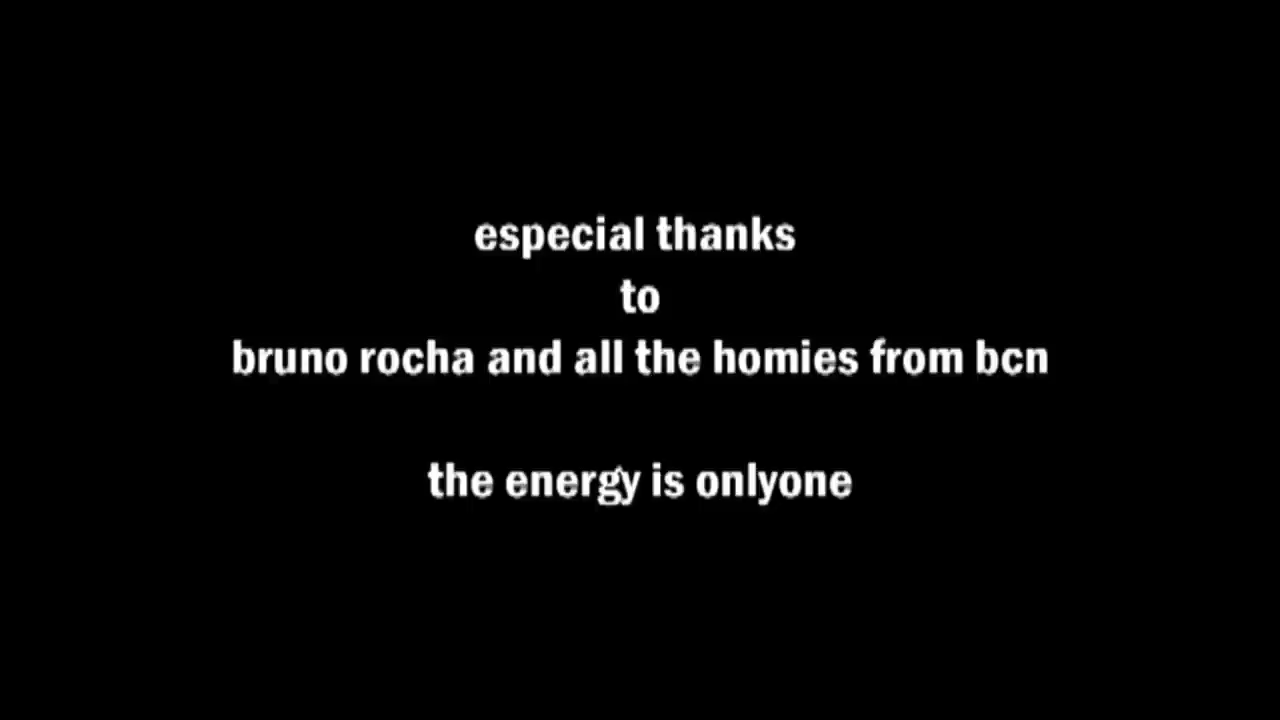 especial thanks
to
bruno rocha and all the homies from bcn
the energy is onlyone